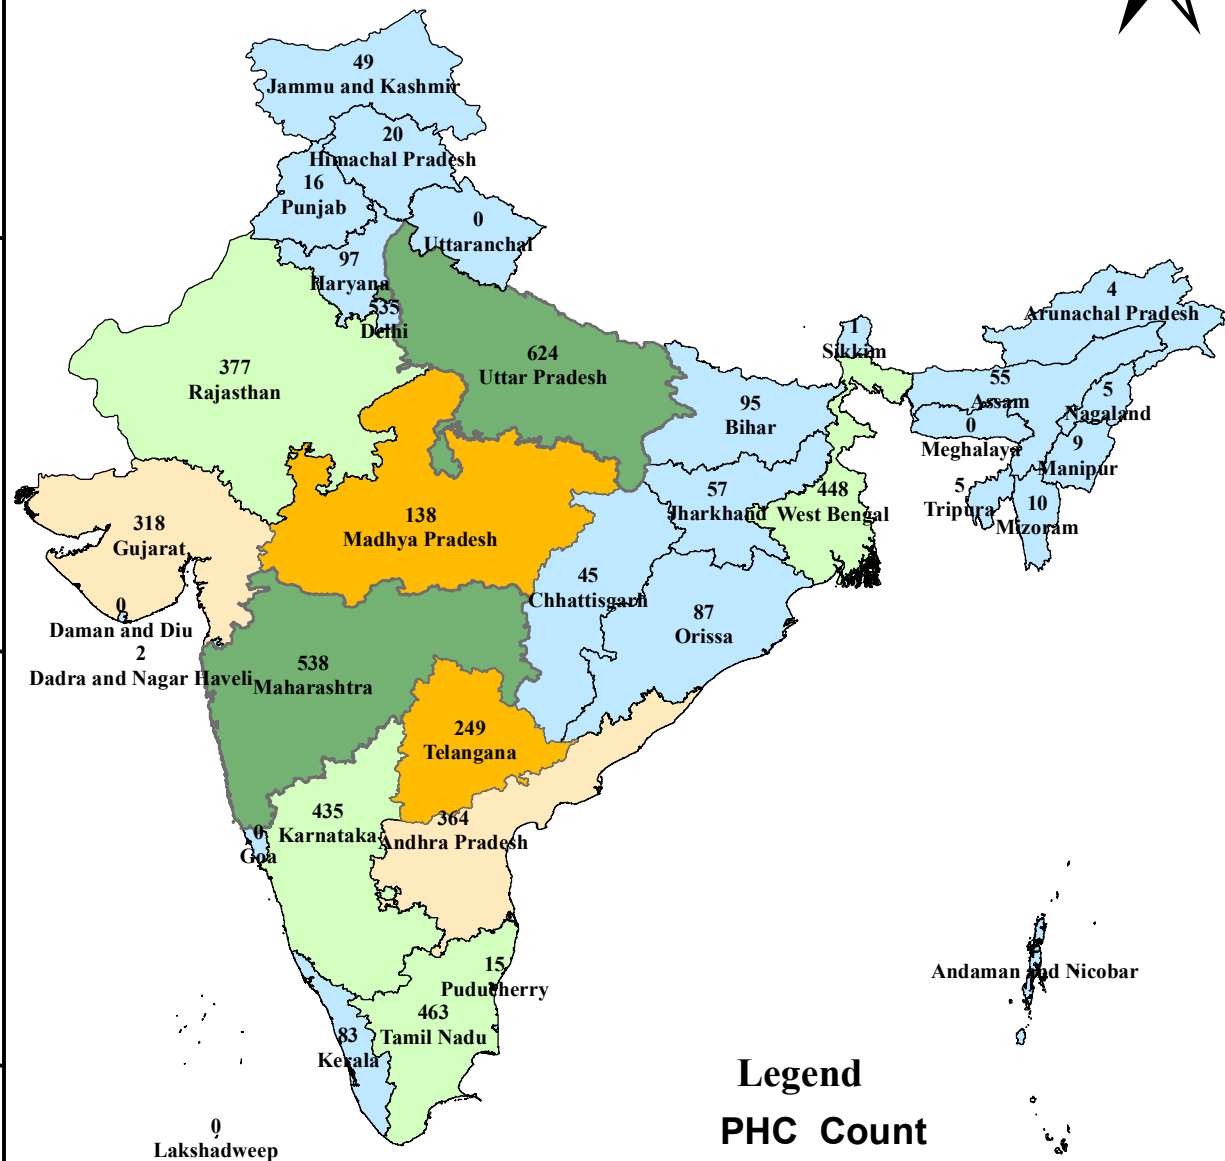 49
Jammu and Kashmir
20
Himachal Pradesh
16
Punjab
0
Uttaranchal
97
Haryana
535
Delhi
4
Arunachal Pradesh
1
Sikkim
377
Rajasthan
624
Uttar Pradesh
95
Bihar
55
Assam
5
Nagaland
0
Meghalaya
9
Manipur
5
Tripura
10
Mizoram
57
Jharkhand
448
West Bengal
318
Gujarat
138
Madhya Pradesh
45
Chhattisgarh
87
Orissa
0
Daman and Diu
2
Dadra and Nagar Haveli
538
Maharashtra
249
Telangana
435
Karnataka
364
Andhra Pradesh
0
Goa
15
Puducherry
463
Tamil Nadu
83
Kerala
Andaman and Nicobar
0
Lakshadweep
Legend
PHC Count